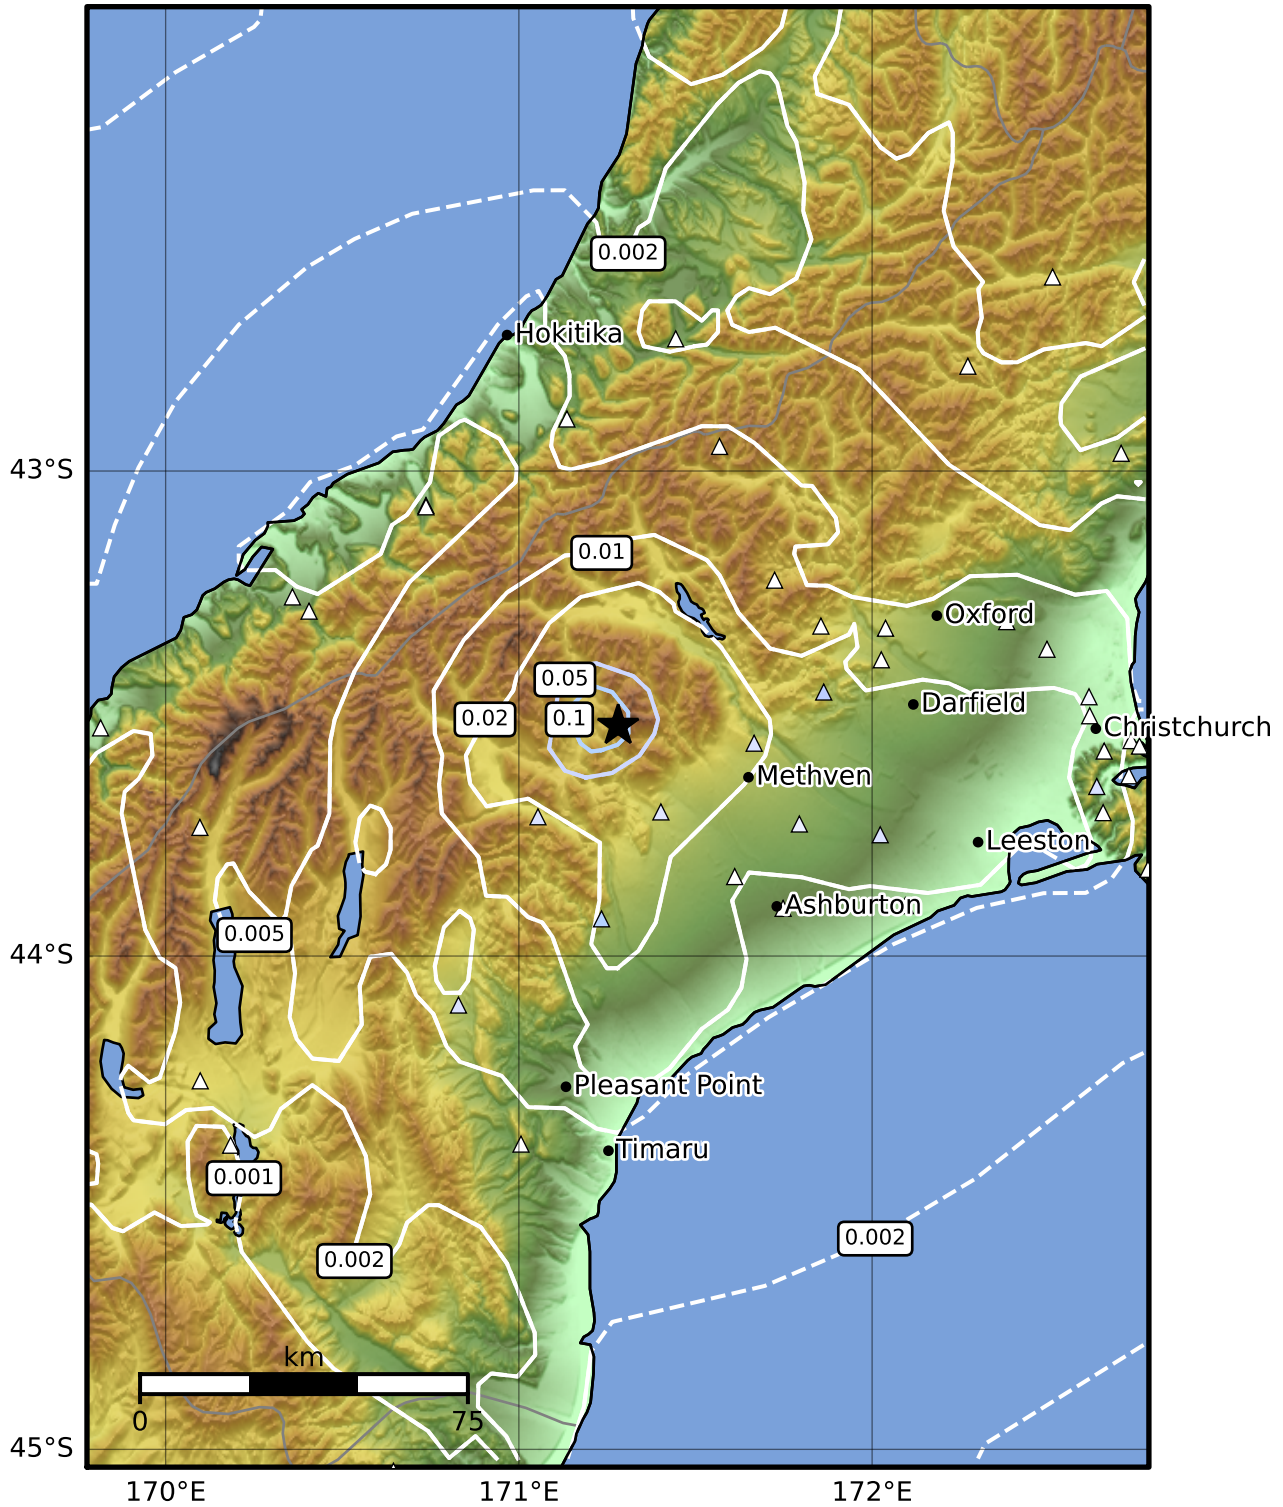 0.002
Hokitika
43°S
0.01
Oxford
0.05
0.02
0.1
Darfield
Christchurch
Methven
Leeston
Ashburton
0.005
44°S
Pleasant Point
Timaru
0.001
0.002
0.002
km
0
75
45°S
170°E
171°E
172°E